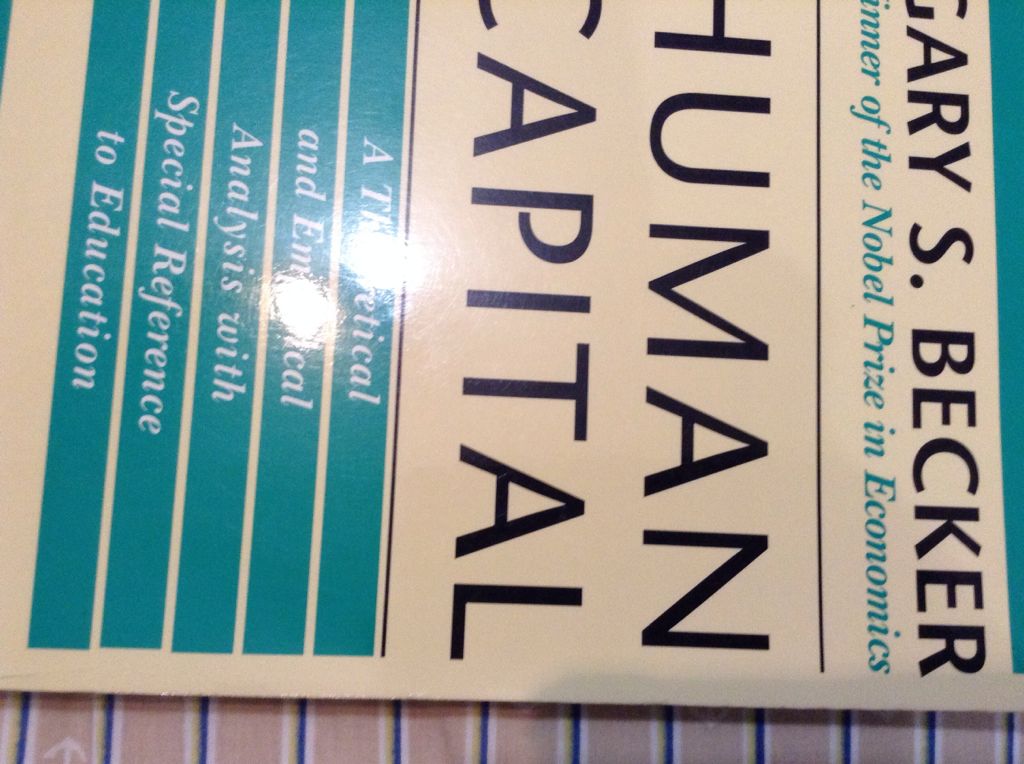 GARY S. BECKER
inner of the Nobel Prize in Economics
HUMAN
CAPITAL
A
and
Analysis with
Special Reference
to Education